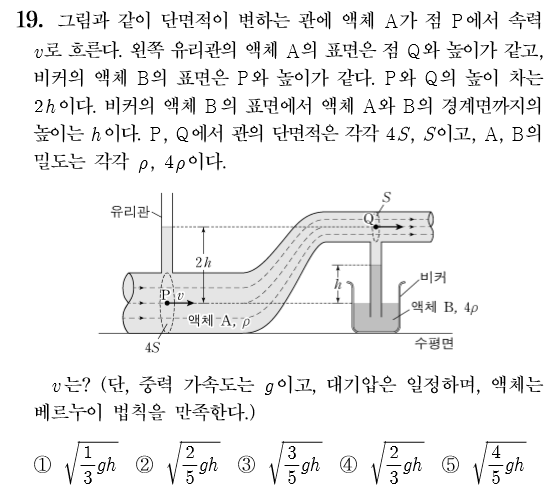 19. 그림과 같이 단면적이 변하는 관에 액체 A가 점 P에서 속력
v로 흐른다. 왼쪽 유리관의 액체 A의 표면은 점 Q와 높이가 같고,
비커의 액체 B의 표면은 P와 높이가 같다. P와 Q의 높이 차는
2h이다. 비커의 액체 B의 표면에서 액체 A와 B의 경계면까지의
높이는 h이다. P, Q에서 관의 단면적은 각각 4S, S이고, A, B의
밀도는 각각 ρ, 4ρ이다.
S
유리관
Q
2h
h
비커
P v
액체 A, ρ
액체 B, 4ρ
4S
수평면
v는? (단, 중력 가속도는 g이고, 대기압은 일정하며, 액체는
베르누이 법칙을 만족한다.)
① √(1/3 gh) ② √(2/5 gh) ③ √(3/5 gh) ④ √(2/3 gh) ⑤ √(4/5 gh)